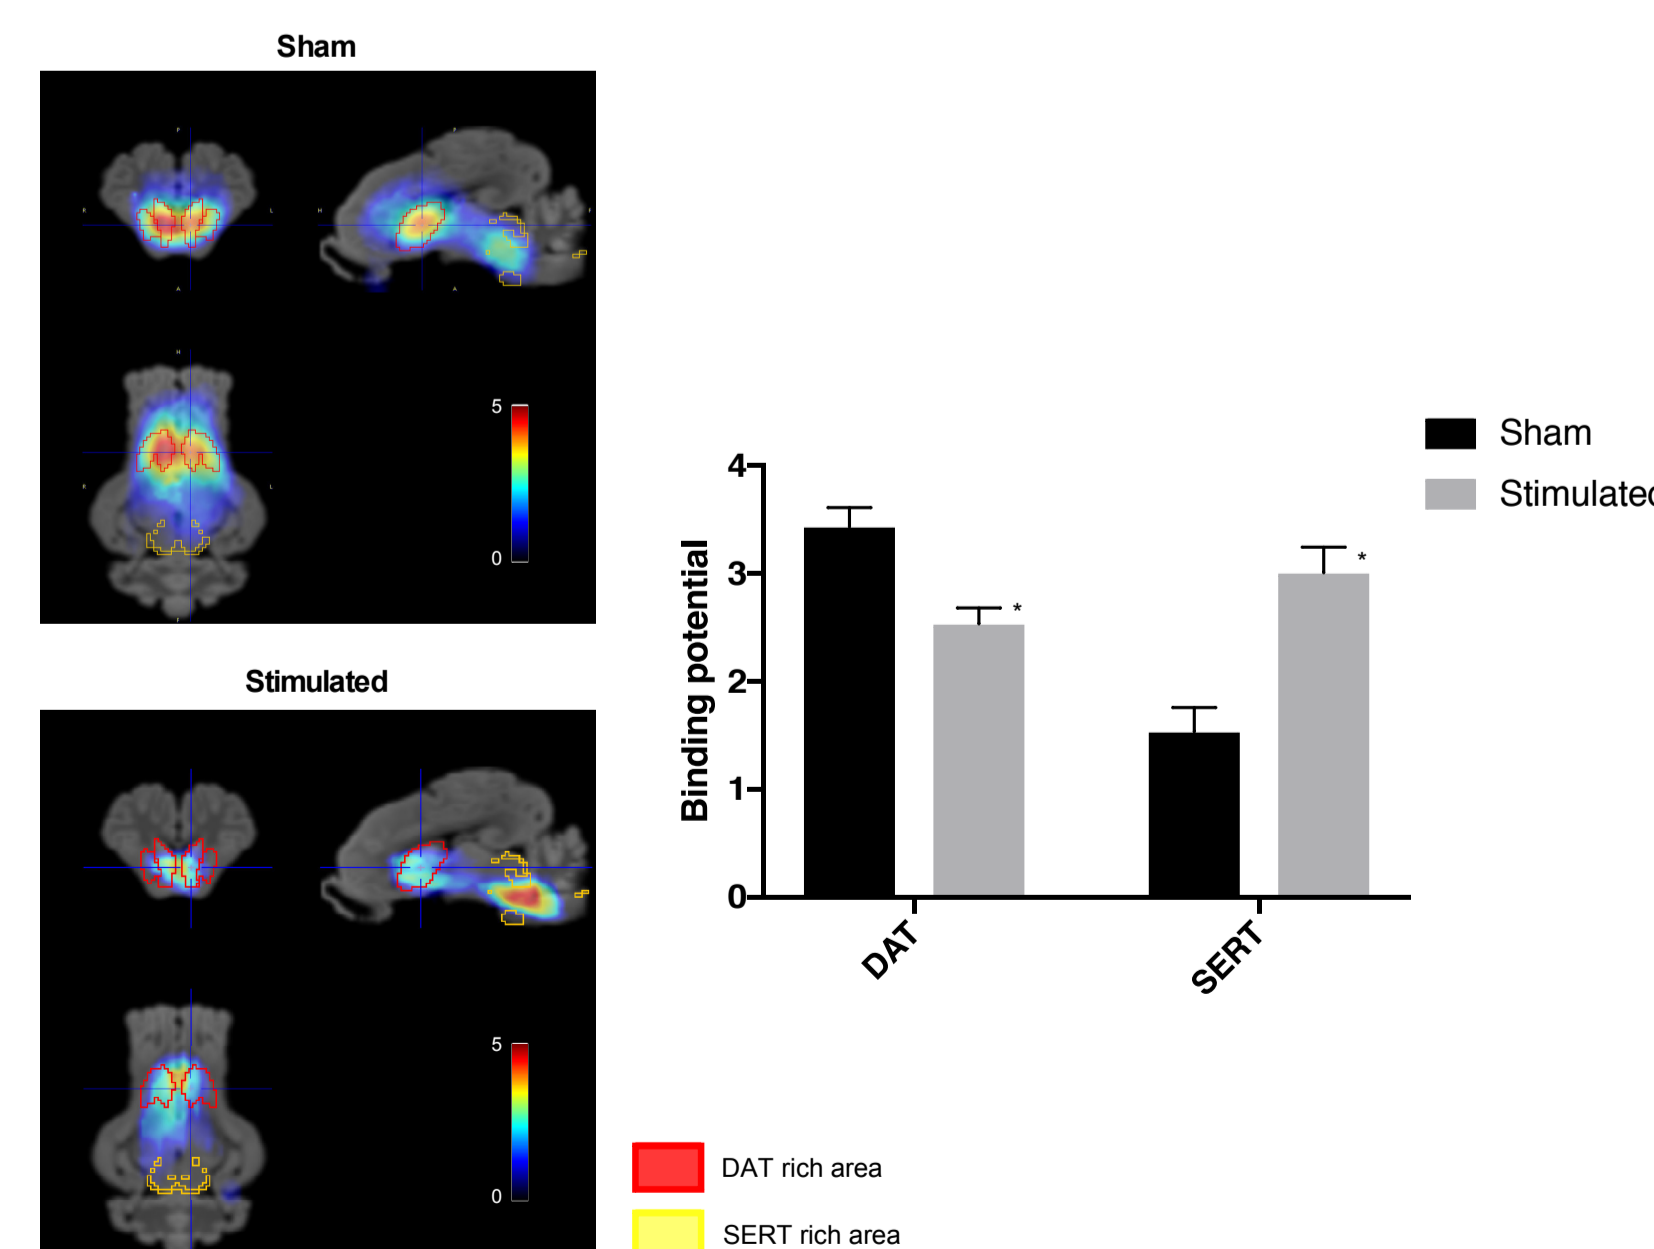 Sham
P
P
R
L
H
F
A
A
H
R
L
5
0
F
Stimulated
5
0
Sham
Stimulated
4
3
2
1
0
Binding potential
*
*
DAT
SERT
DAT rich area
SERT rich area